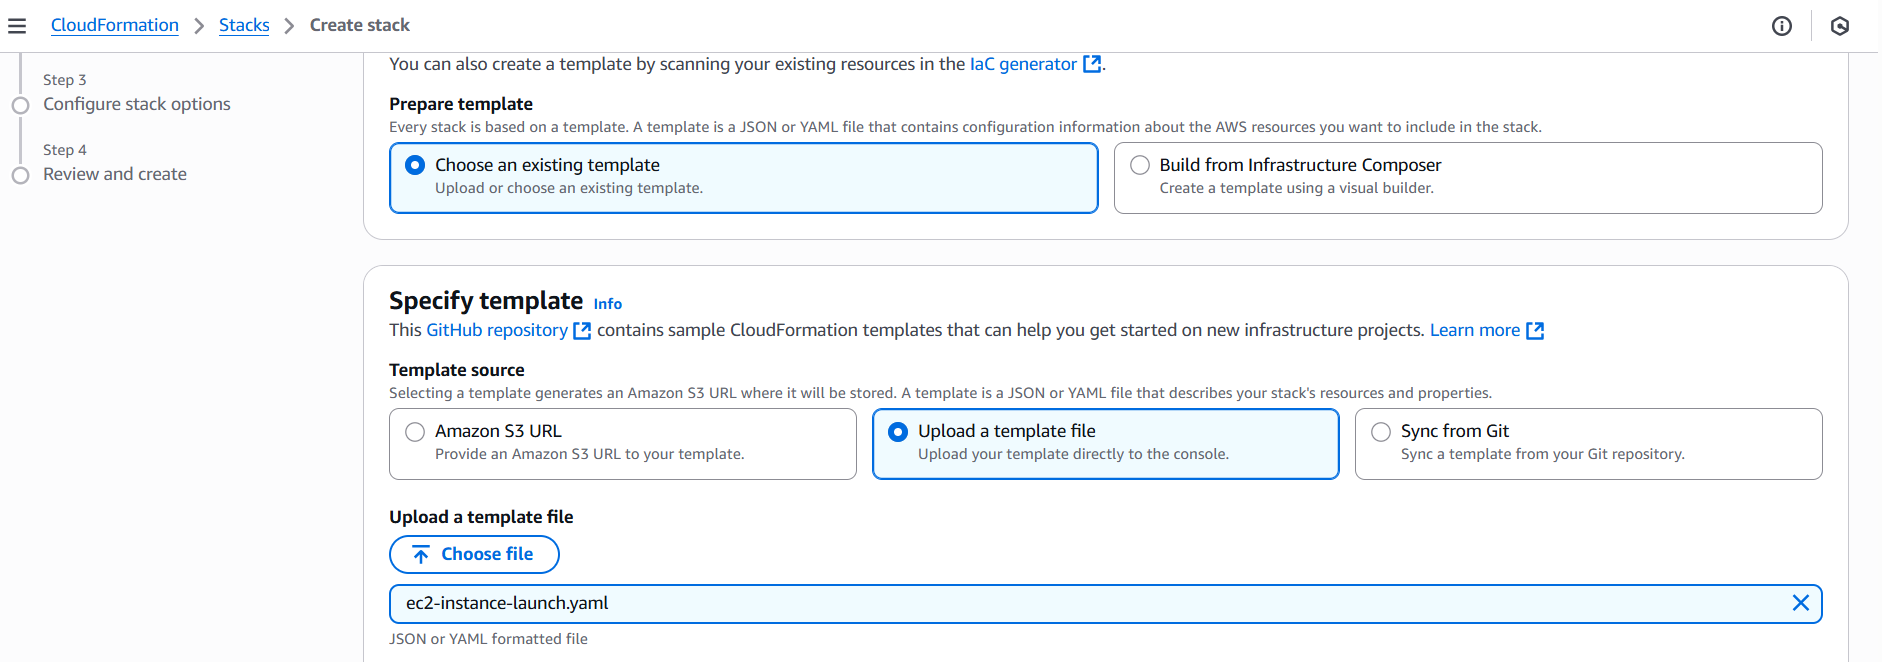 CloudFormation > Stacks > Create stack
Step 3
Configure stack options
Step 4
Review and create
You can also create a template by scanning your existing resources in the IaC generator.
Prepare template
Every stack is based on a template. A template is a JSON or YAML file that contains configuration information about the AWS resources you want to include in the stack.
Choose an existing template
Upload or choose an existing template.
Build from Infrastructure Composer
Create a template using a visual builder.
Specify template Info
This GitHub repository contains sample CloudFormation templates that can help you get started on new infrastructure projects. Learn more
Template source
Selecting a template generates an Amazon S3 URL where it will be stored. A template is a JSON or YAML file that describes your stack's resources and properties.
Amazon S3 URL
Provide an Amazon S3 URL to your template.
Upload a template file
Upload your template directly to the console.
Sync from Git
Sync a template from your Git repository.
Upload a template file
Choose file
ec2-instance-launch.yaml
JSON or YAML formatted file